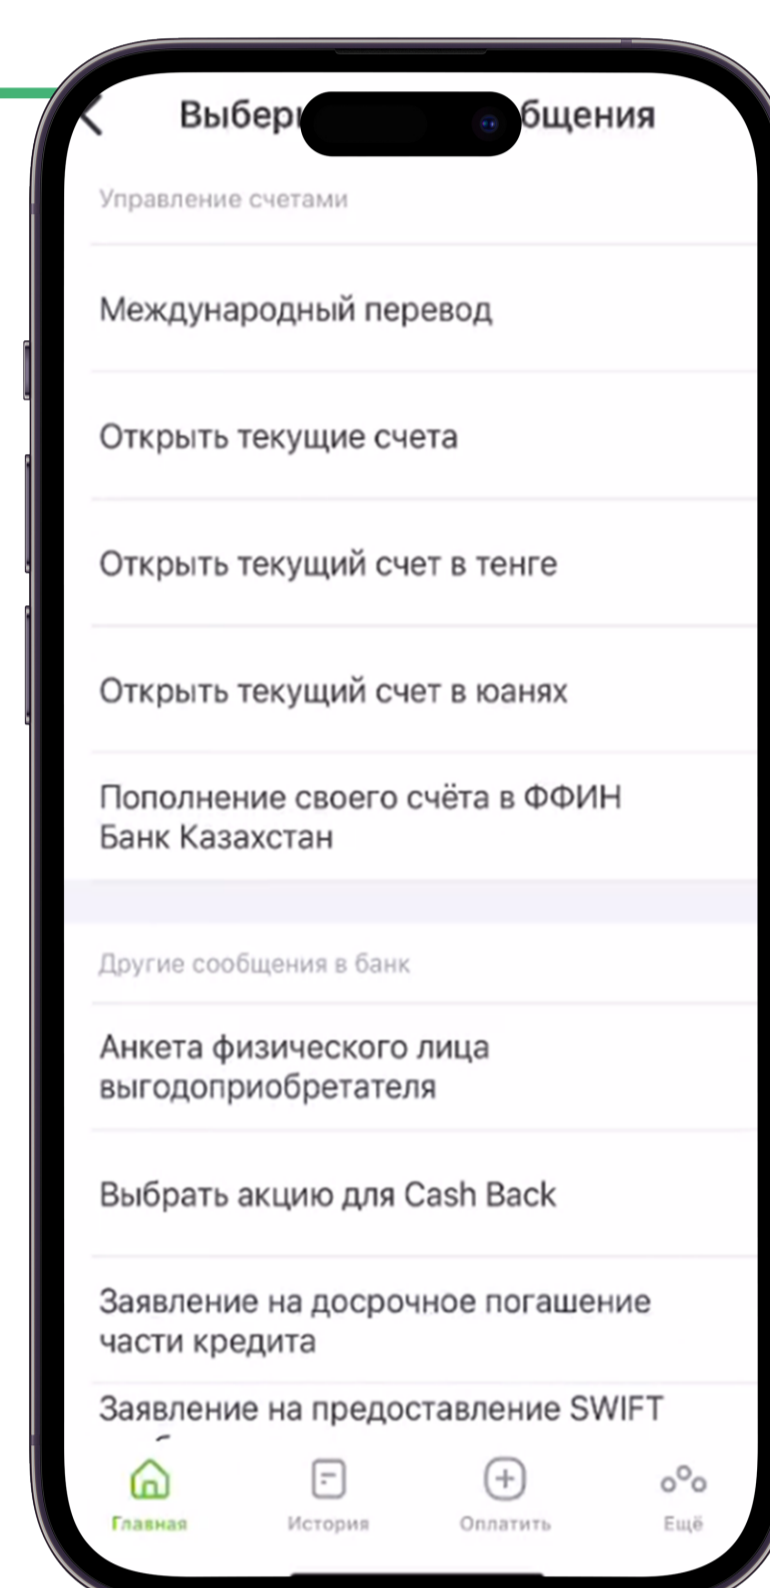 Выбери бщения
Управление счетами
Международный перевод
Открыть текущие счета
Открыть текущий счет в тенге
Открыть текущий счет в юанях
Пополнение своего счёта в ФФИН
Банк Казахстан
Другие сообщения в банк
Анкета физического лица
выгодоприобретателя
Выбрать акцию для Cash Back
Заявление на досрочное погашение
части кредита
Заявление на предоставление SWIFT
Главная История Оплатить Ещё